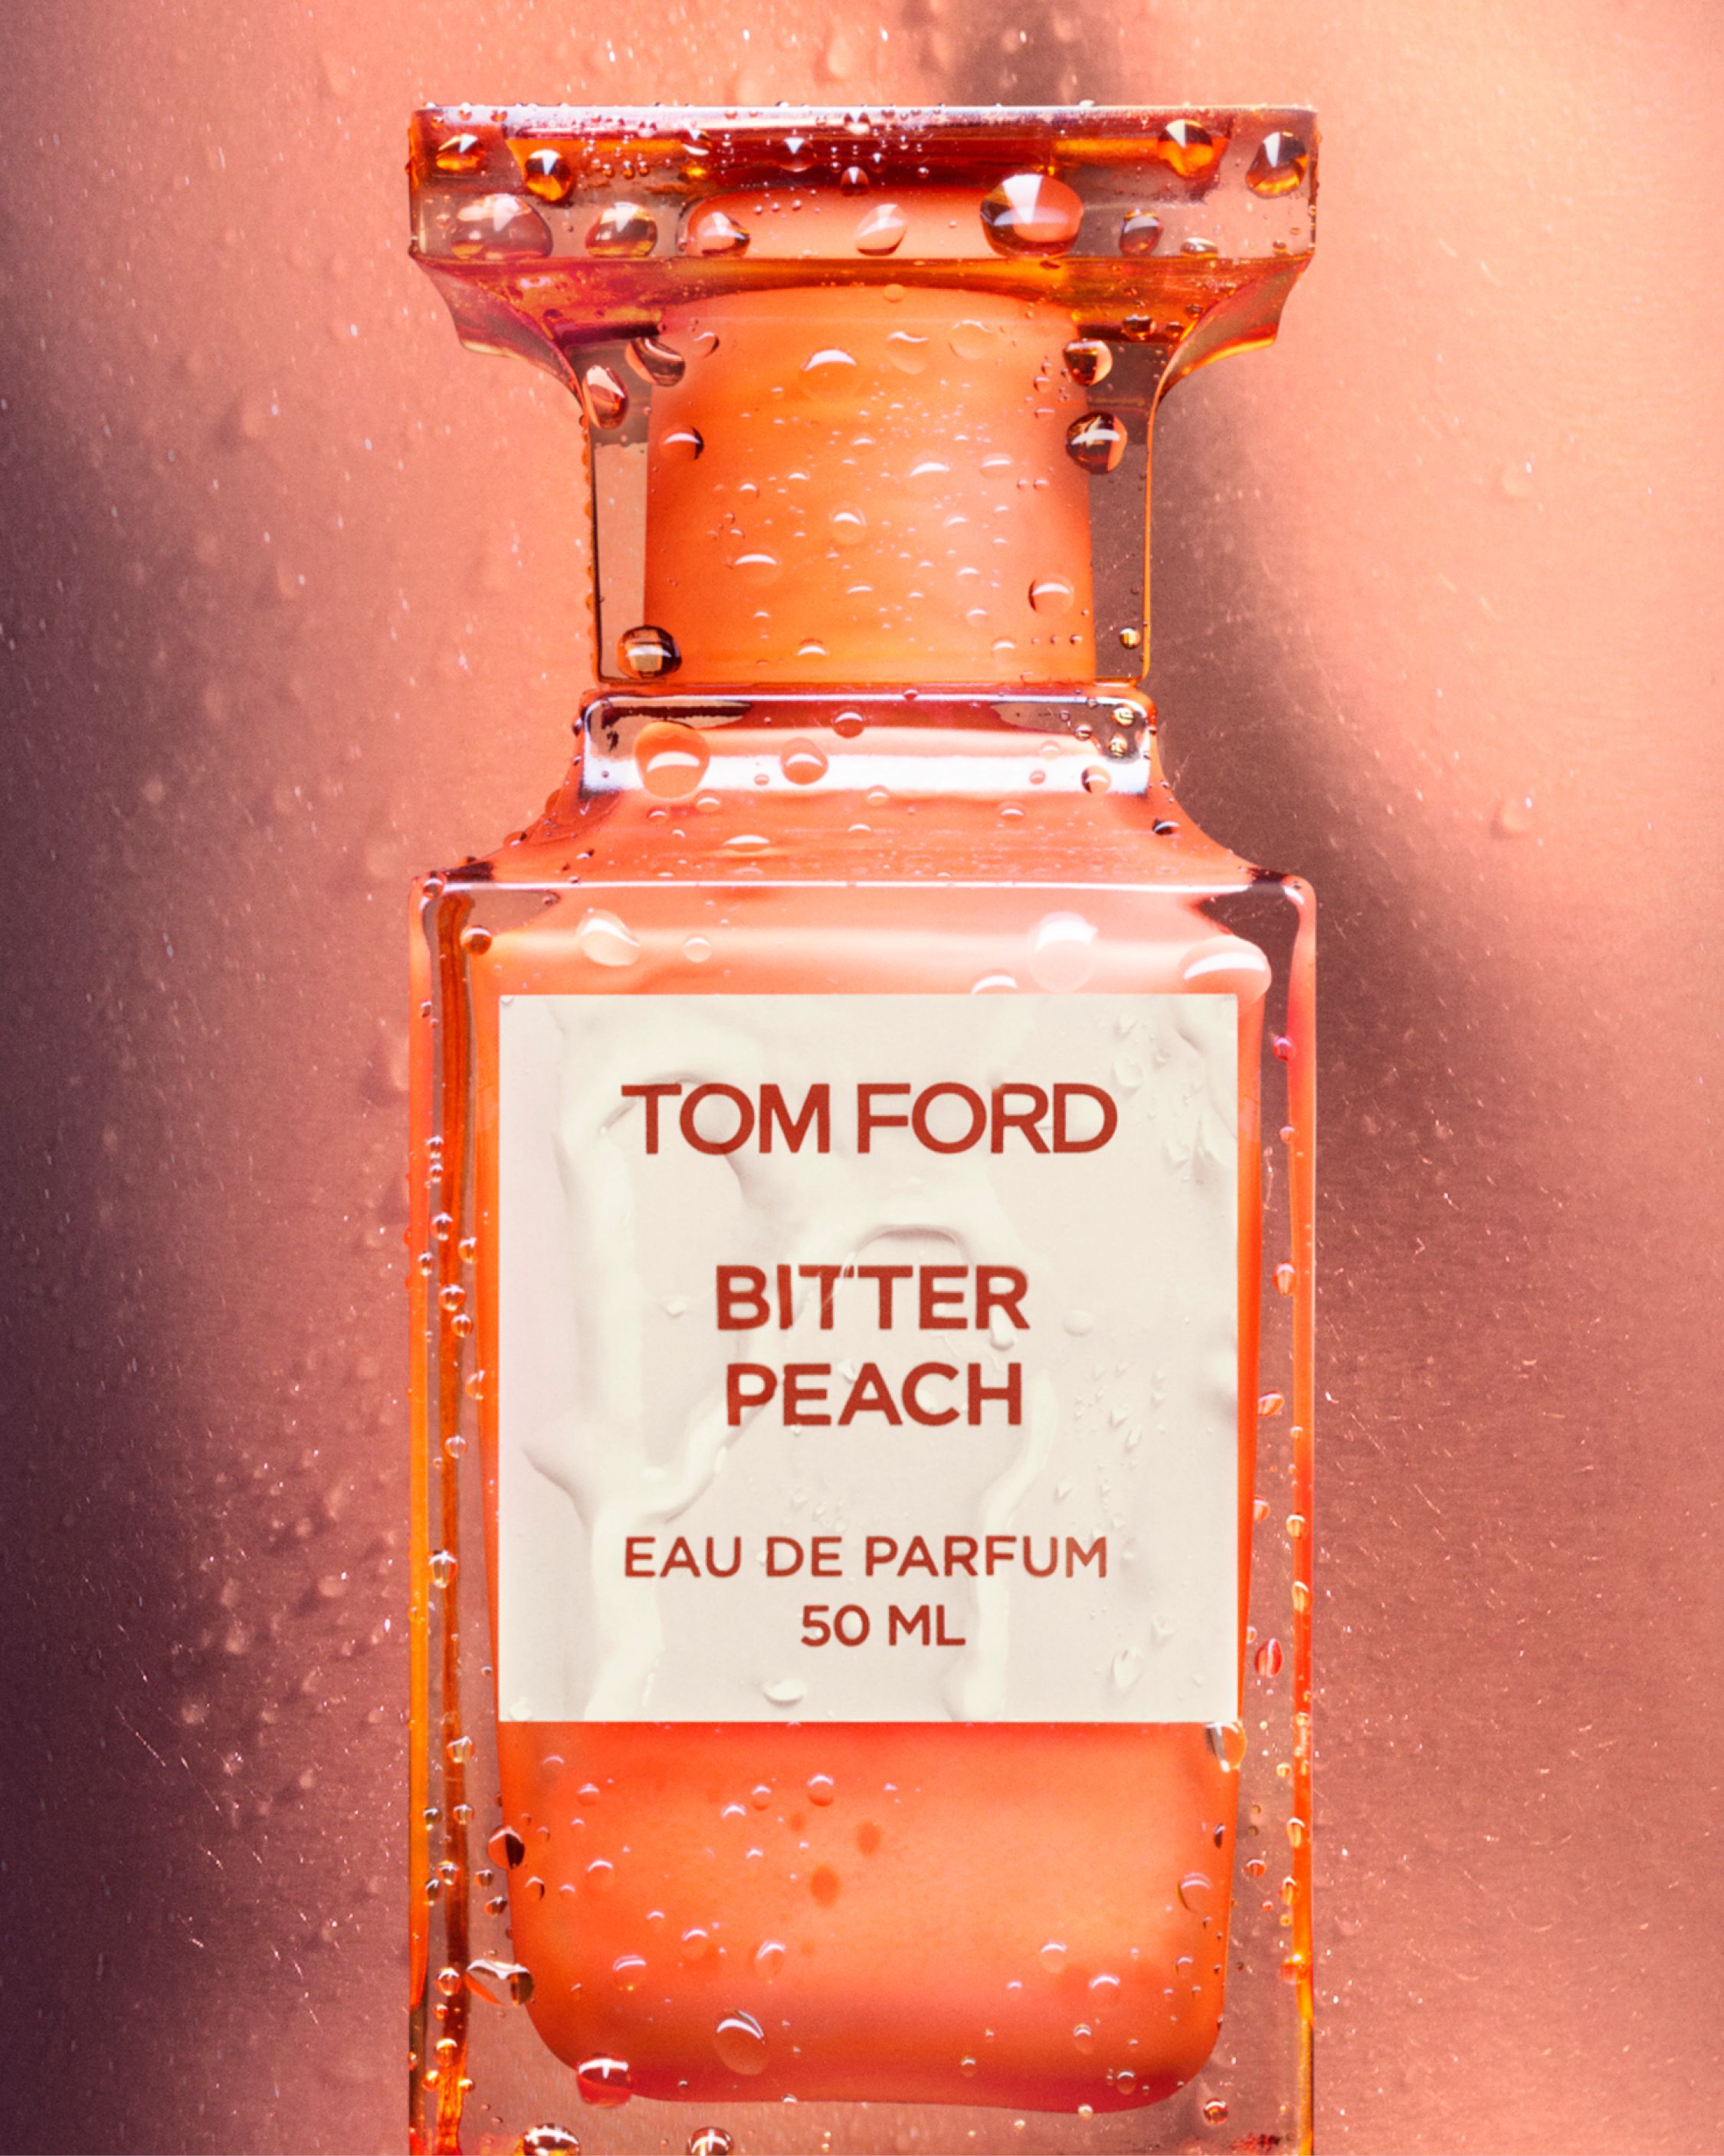 TOM FORD
BITTER
PEACH
EAU DE PARFUM
50 ML